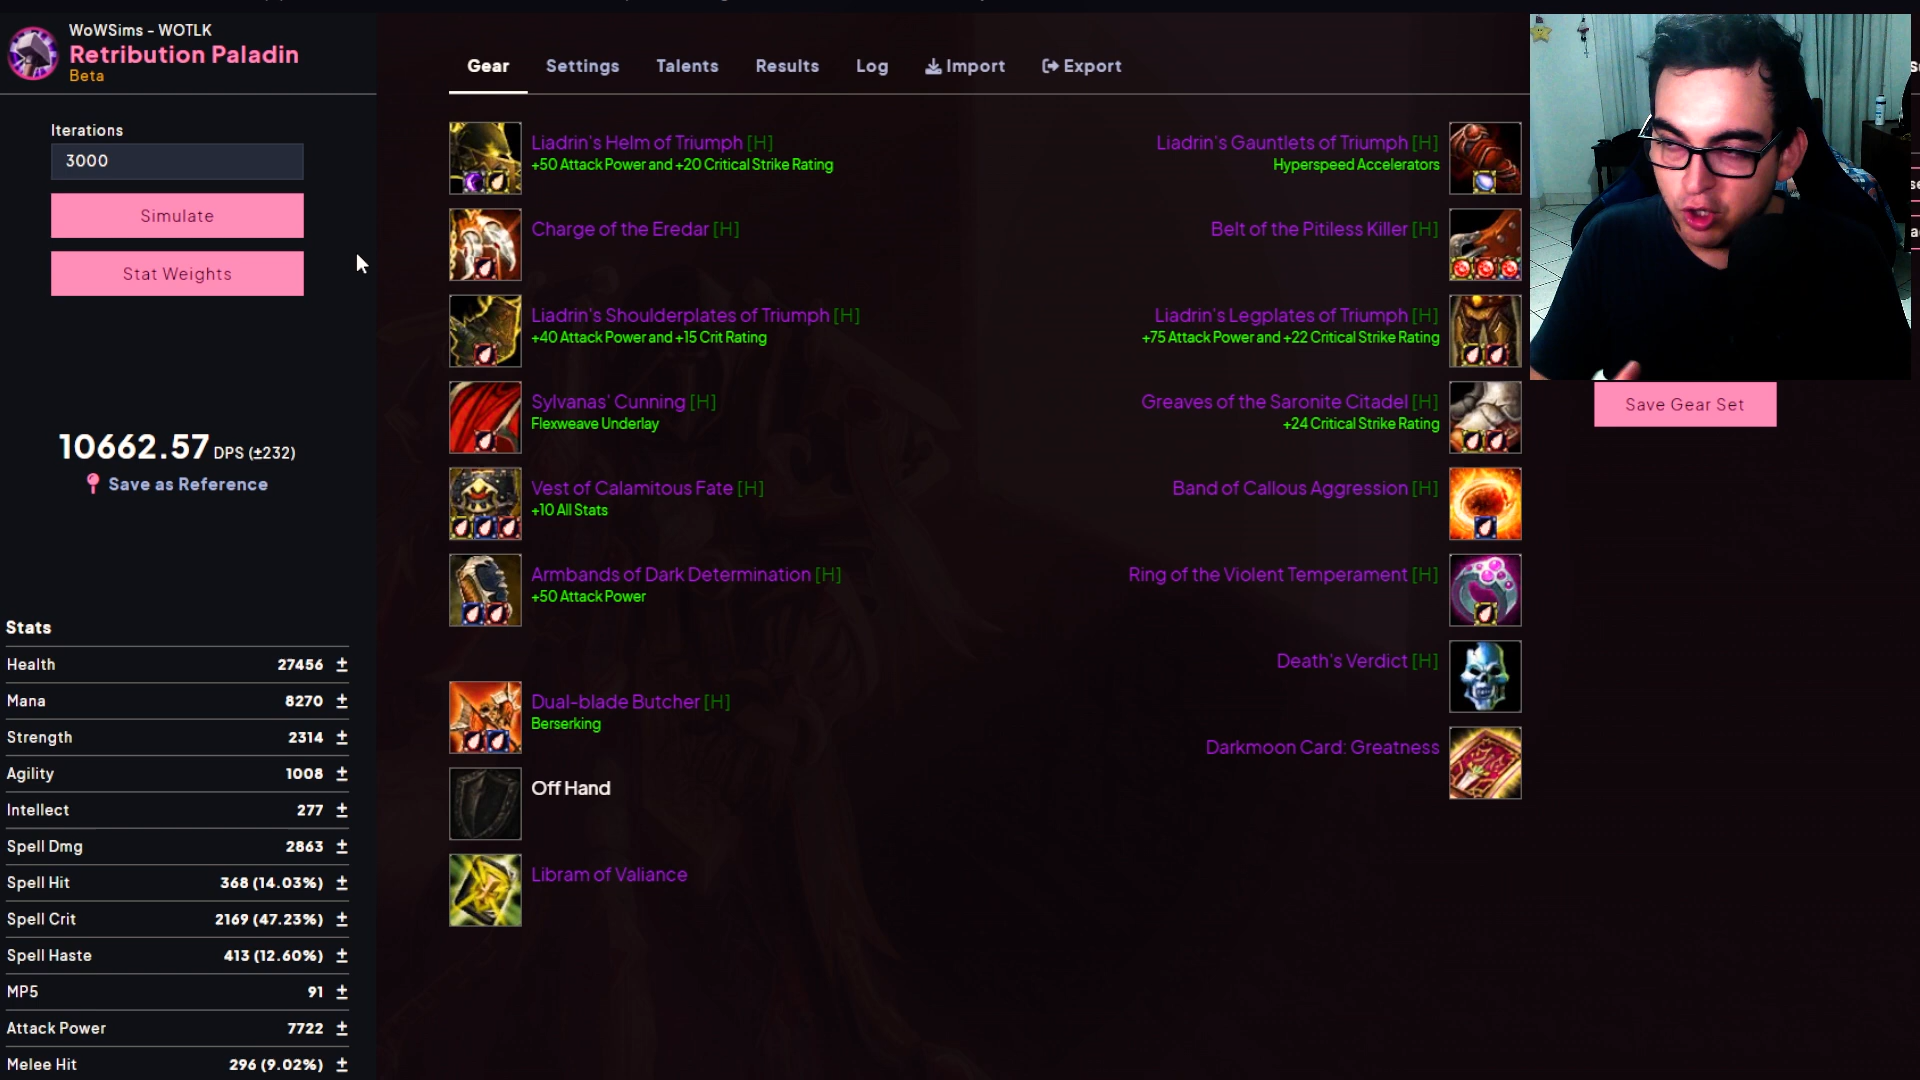 WoWSims - WOTLK
Retribution Paladin
Beta
Gear
Settings
Talents
Results
Log
Import
Export
Iterations
3000
Simulate
Stat Weights
10662.57 DPS (±232)
Save as Reference
Stats
Health 27456 ±
Mana 8270 ±
Strength 2314 ±
Agility 1008 ±
Intellect 277 ±
Spell Dmg 2863 ±
Spell Hit 368 (14.03%) ±
Spell Crit 2169 (47.23%) ±
Spell Haste 413 (12.60%) ±
MP5 91 ±
Attack Power 7722 ±
Melee Hit 296 (9.02%) ±
Liadrin's Helm of Triumph [H]
+50 Attack Power and +20 Critical Strike Rating
Charge of the Eredar [H]
Liadrin's Shoulderplates of Triumph [H]
+40 Attack Power and +15 Crit Rating
Sylvanas' Cunning [H]
Flexweave Underlay
Vest of Calamitous Fate [H]
+10 All Stats
Armbands of Dark Determination [H]
+50 Attack Power
Dual-blade Butcher [H]
Berserking
Off Hand
Libram of Valiance
Liadrin's Gauntlets of Triumph [H]
Hyperspeed Accelerators
Belt of the Pitiless Killer [H]
Liadrin's Legplates of Triumph [H]
+75 Attack Power and +22 Critical Strike Rating
Greaves of the Saronite Citadel [H]
+24 Critical Strike Rating
Band of Callous Aggression [H]
Ring of the Violent Temperament [H]
Death's Verdict [H]
Darkmoon Card: Greatness
Save Gear Set